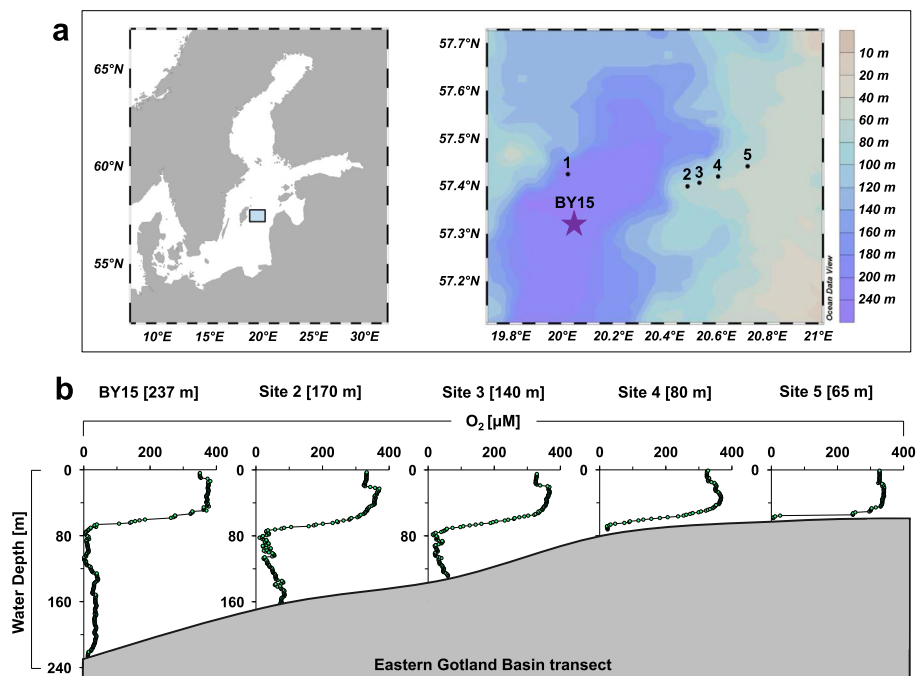 a
65°N
60°N
55°N
10°E 15°E 20°E 25°E 30°E
57.7°N
57.6°N
57.5°N
57.4°N
57.3°N
57.2°N
1
2 3 4 5
BY15
19.8°E 20°E 20.2°E 20.4°E 20.6°E 20.8°E 21°E
Ocean Data View
10 m
20 m
40 m
60 m
80 m
100 m
120 m
140 m
160 m
180 m
200 m
240 m
b
BY15 [237 m] Site 2 [170 m] Site 3 [140 m] Site 4 [80 m] Site 5 [65 m]
O2 [µM]
0 200 400 0 200 400 0 200 400 0 200 400 0 200 400
Water Depth [m]
0 0 0 0 0
80 80 80 80
160 160
240
Eastern Gotland Basin transect